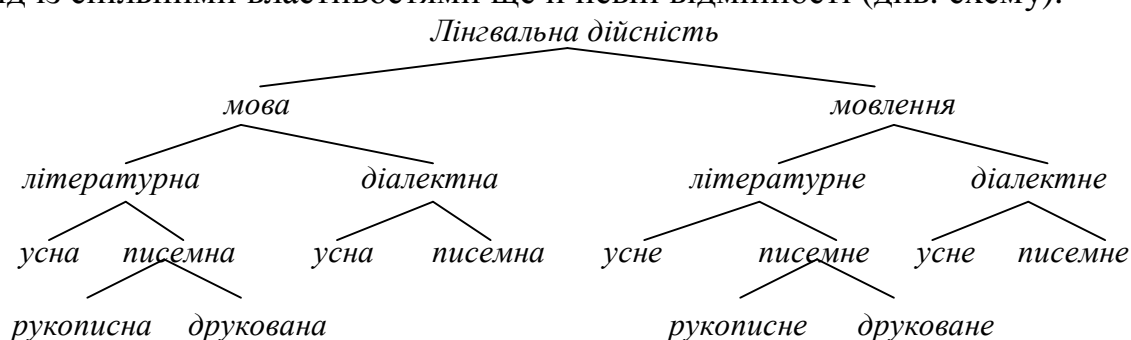 із спільними властивостями ще й певні відмінності (див. схему).
Лінгвальна дійсність
мова мовлення
літературна діалектна літературне діалектне
усна писемна усна писемна усне писемне усне писемне
рукописна друкована рукописне друковане